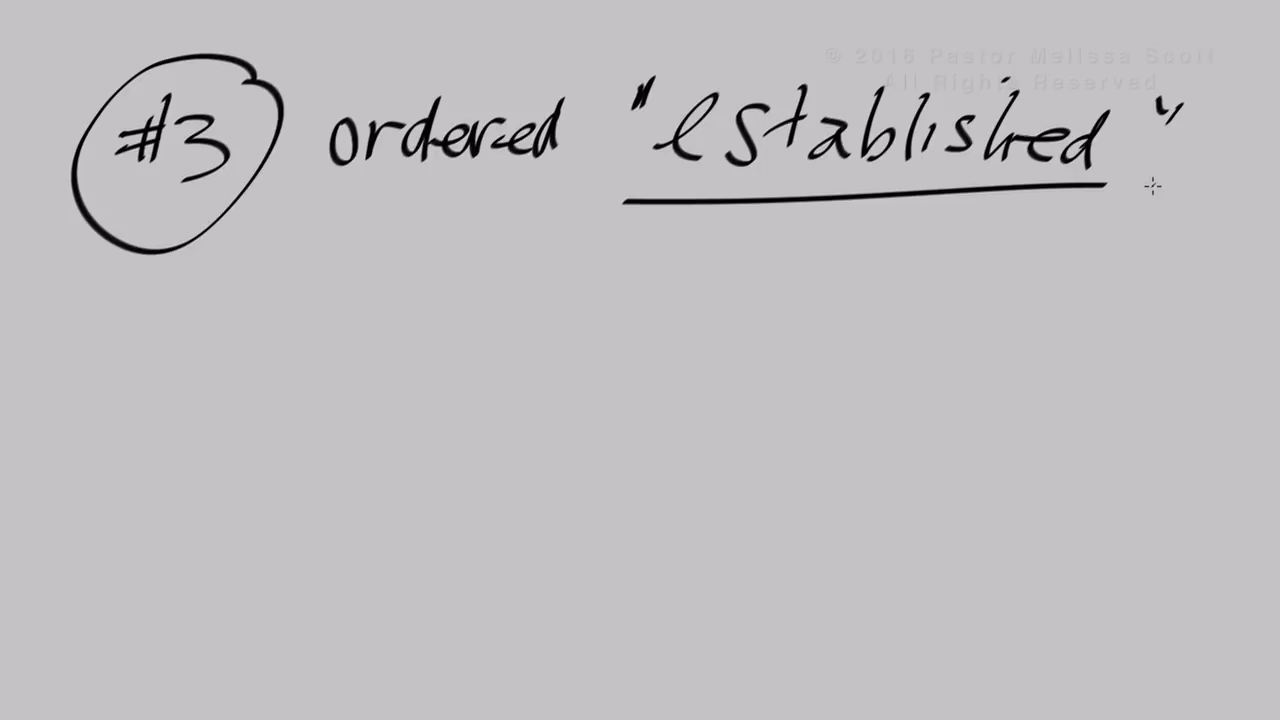 © 2016 Pastor Melissa Scott
All Rights Reserved
#3 ordered "established"